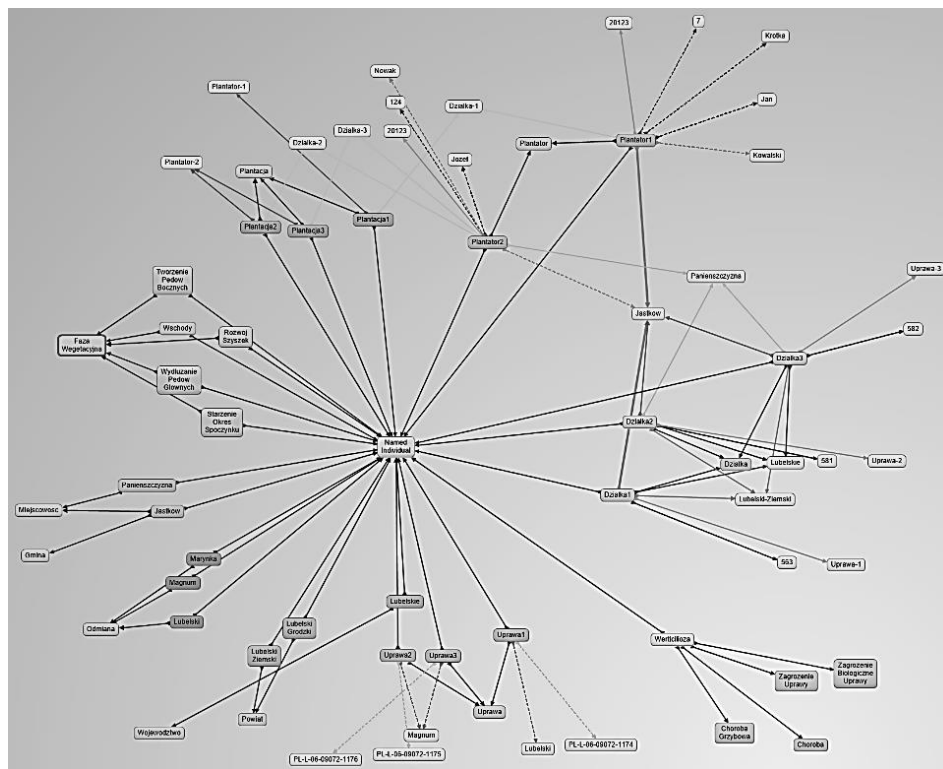 20123
7
Krotka
Nowak
Plantator-1
124
Dzialka-1
Jan
Dzialka-3
20123
Dzialka-2
Plantator
Plantator1
Jozef
Kowalski
Plantator-2
Plantacja
Plantacja2
Plantacja3
Plantacja1
Plantator2
Tworzenie
Pedow
Bocznych
Panienszczyzna
Uprawa-3
Jastkow
Wschody
Rozwoj
Szyszek
582
Faza
Wegetacyjna
Dzialka3
Wydluzanie
Pedow
Glownych
Starzenie
Okres
Spoczynku
Dzialka2
Named
Individual
Dzialka
Lubelskie
581
Uprawa-2
Panienszczyzna
Dzialka1
Lubelski-Ziemski
Miejscowosc
Jastkow
Gmina
Marynka
563
Uprawa-1
Magnum
Lubelskie
Odmiana
Lubelski
Lubelski
Grodzki
Uprawa1
Werticilioza
Lubelski
Ziemski
Uprawa2
Uprawa3
Zagrozenie
Uprawy
Zagrozenie
Biologiczne
Uprawy
Powiat
Uprawa
Wojewodztwo
Magnum
Choroba
Grzybowa
Choroba
PL-L-06-09072-1176
PL-L-06-09072-1175
Lubelski
PL-L-06-09072-1174